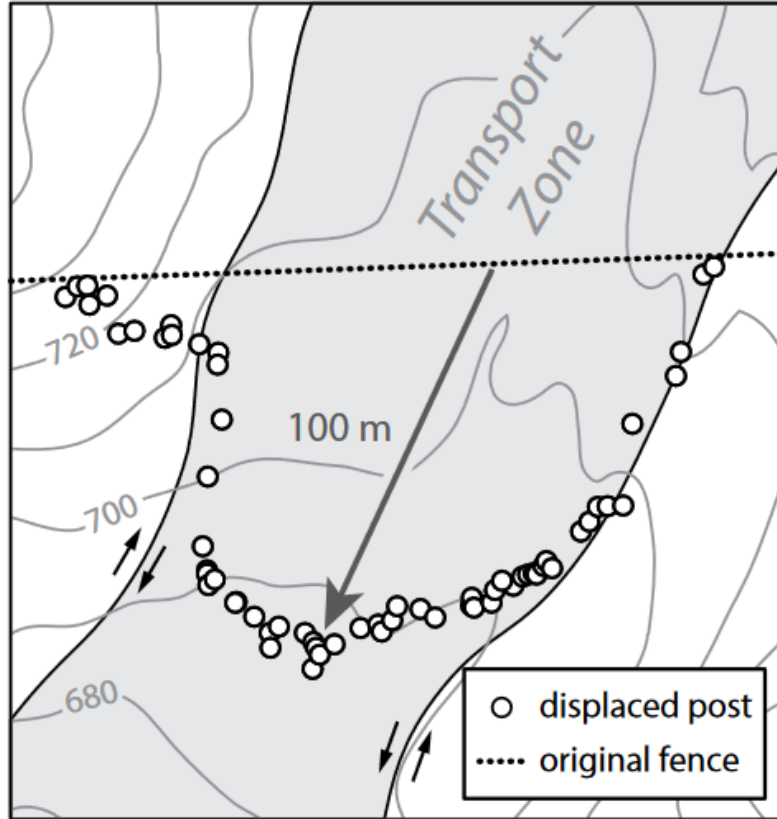 Transport
Zone
720
100 m
700
680
displaced post
original fence